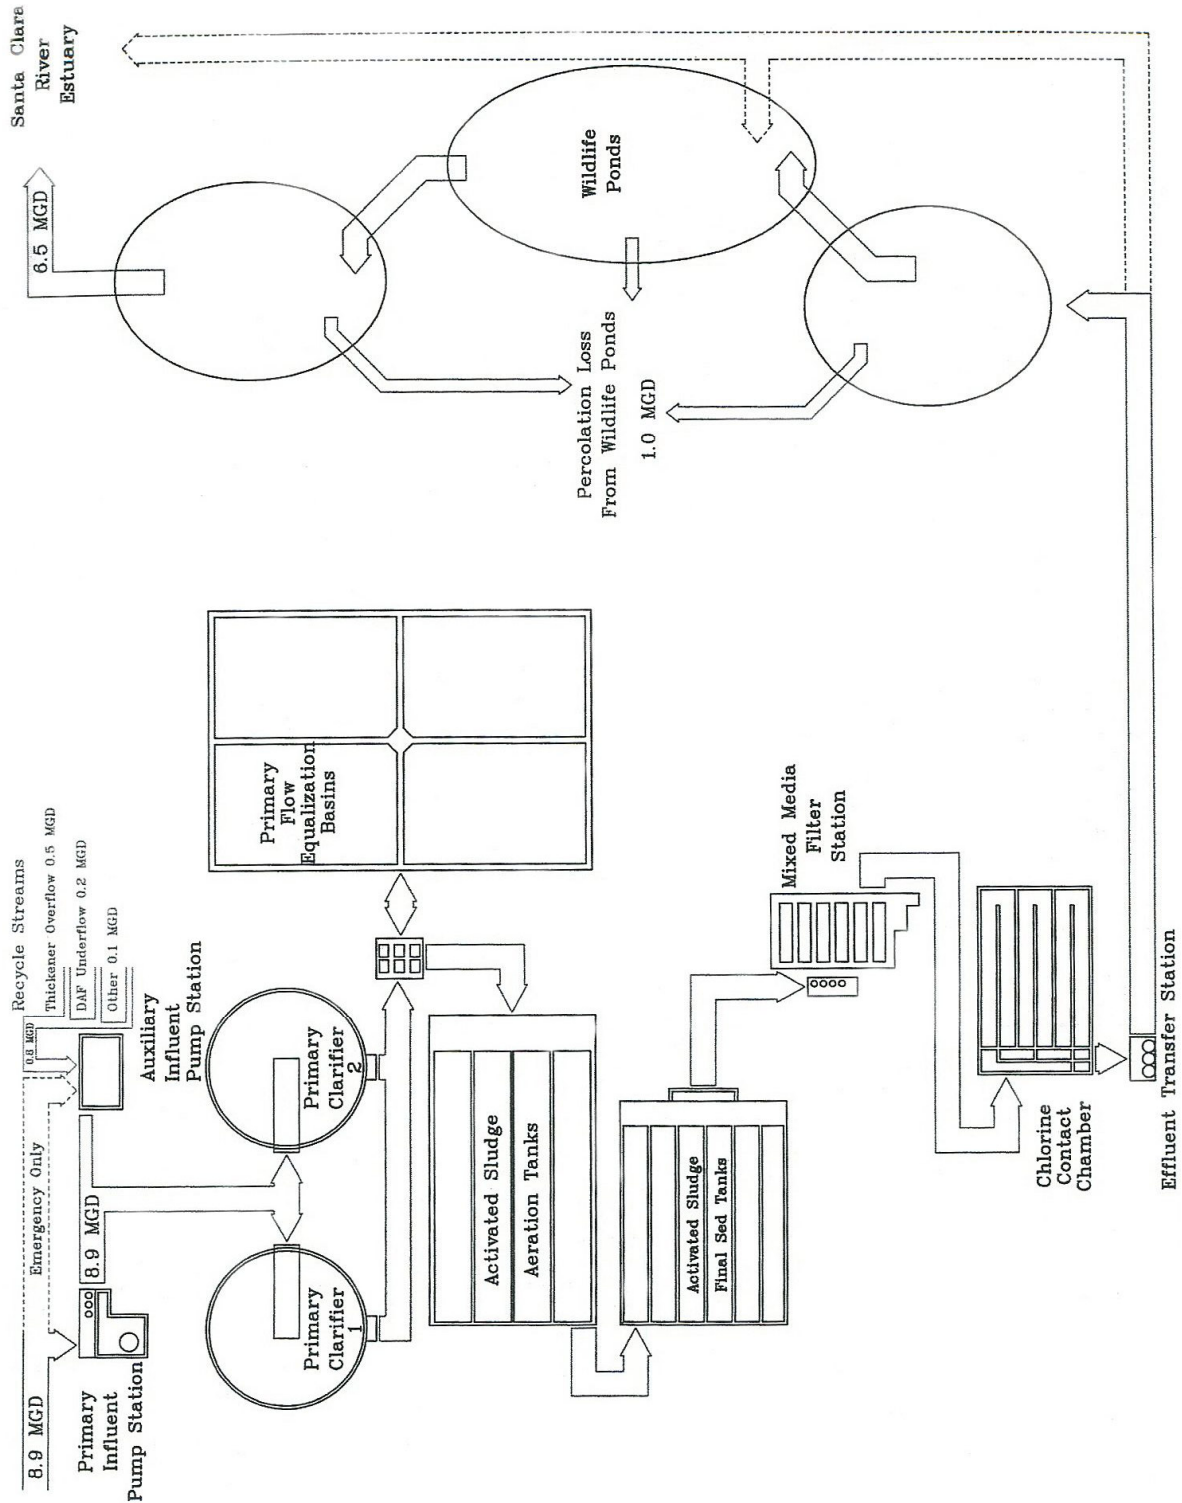 8.9 MGD
Emergency Only
0.8 MGD
Recycle Streams
Thickener Overflow 0.5 MGD
DAF Underflow 0.2 MGD
Other 0.1 MGD
Primary
Influent
Pump Station
8.9 MGD
Auxiliary
Influent
Pump Station
Primary
Clarifier
1
Primary
Clarifier
2
Primary
Flow
Equalization
Basins
Activated Sludge
Aeration Tanks
Activated Sludge
Final Sed Tanks
Mixed Media
Filter
Station
Chlorine
Contact
Chamber
Effluent Transfer Station
Percolation Loss
From Wildlife Ponds
1.0 MGD
Wildlife
Ponds
6.5 MGD
Santa Clara
River
Estuary